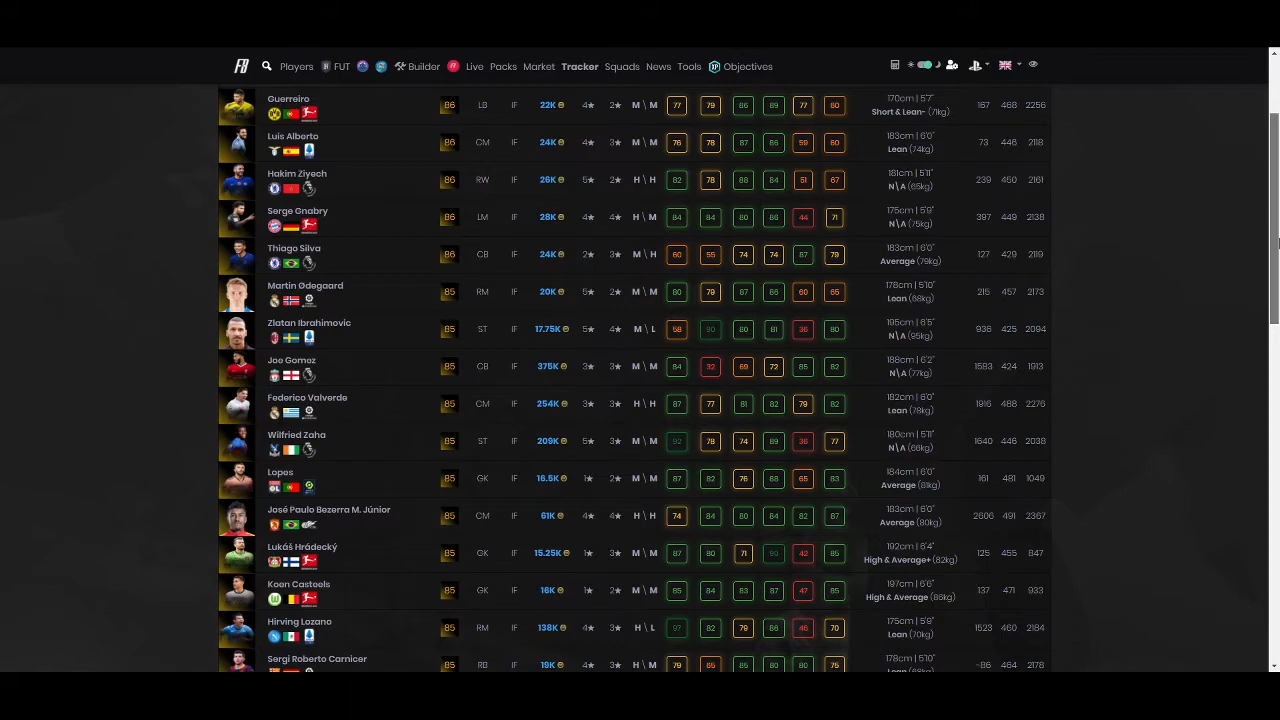 FB Players FUT Builder Live Packs Market Tracker Squads News Tools Objectives
Guerreiro 86 LB IF 22K 4★ 2★ M \ M 77 79 86 89 77 60 170cm | 5'7" Short & Lean- (71kg) 167 468 2256
Luis Alberto 86 CM IF 24K 4★ 3★ M \ M 76 78 87 86 59 60 183cm | 6'0" Lean (74kg) 73 446 2118
Hakim Ziyech 86 RW IF 26K 5★ 2★ H \ H 82 78 88 84 51 67 181cm | 5'11" N\A (65kg) 239 450 2161
Serge Gnabry 86 LM IF 28K 4★ 4★ H \ M 84 84 80 86 44 71 175cm | 5'9" N\A (75kg) 397 449 2138
Thiago Silva 86 CB IF 24K 2★ 3★ M \ H 60 55 74 74 87 79 183cm | 6'0" Average (79kg) 127 429 2119
Martin Ødegaard 85 RM IF 20K 5★ 2★ M \ M 80 79 87 86 60 65 178cm | 5'10" Lean (68kg) 215 457 2173
Zlatan Ibrahimovic 85 ST IF 17.75K 5★ 4★ M \ L 58 90 80 81 36 80 195cm | 6'5" N\A (95kg) 936 425 2094
Joe Gomez 85 CB IF 375K 2★ 3★ M \ M 84 32 69 72 85 82 188cm | 6'2" N\A (77kg) 1583 424 1913
Federico Valverde 85 CM IF 254K 3★ 3★ H \ H 87 77 81 82 79 82 182cm | 6'0" Lean (78kg) 1916 488 2276
Wilfried Zaha 85 ST IF 209K 5★ 3★ M \ M 92 78 74 89 36 77 180cm | 5'11" N\A (66kg) 1640 446 2038
Lopes 85 GK IF 16.5K 1★ 2★ M \ M 87 82 76 88 65 83 184cm | 6'0" Average (81kg) 161 481 1049
José Paulo Bezerra M. Júnior 85 CM IF 61K 4★ 4★ H \ H 74 84 80 84 82 87 183cm | 6'0" Average (80kg) 2606 491 2367
Lukáš Hrádecký 85 GK IF 15.25K 1★ 3★ M \ M 87 80 71 90 42 85 192cm | 6'4" High & Average+ (82kg) 125 455 847
Koen Casteels 85 GK IF 16K 1★ 2★ M \ M 85 84 83 87 47 85 197cm | 6'6" High & Average (86kg) 137 471 933
Hirving Lozano 85 RM IF 138K 4★ 3★ H \ L 97 82 79 86 46 70 175cm | 5'9" Lean (70kg) 1523 460 2184
Sergi Roberto Carnicer 85 RB IF 19K 4★ 3★ H \ M 79 65 85 80 80 75 178cm | 5'10" -86 464 2178